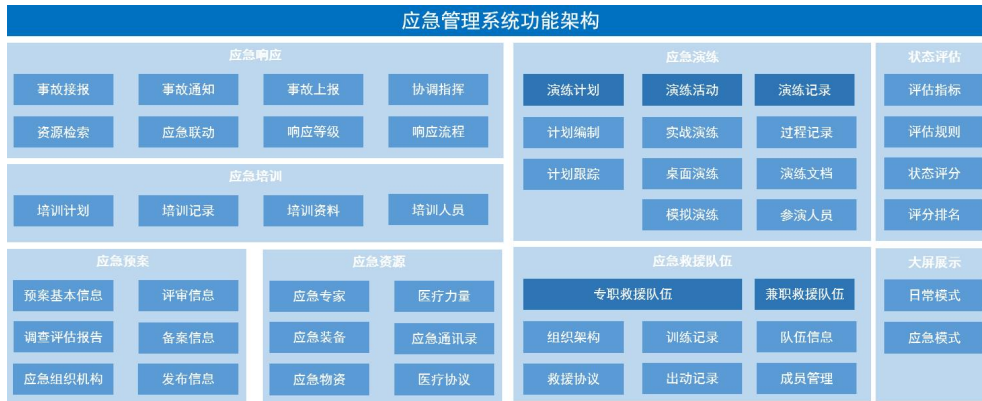 应急管理系统功能架构
应急响应
事故接报 事故通知 事故上报 协调指挥
资源检索 应急联动 响应等级 响应流程
应急培训
培训计划 培训记录 培训资料 培训人员
应急演练
演练计划 演练活动 演练记录
计划编制 实战演练 过程记录
计划跟踪 桌面演练 演练文档
模拟演练 参演人员
状态评估
评估指标
评估规则
状态评分
评分排名
应急预案
预案基本信息 评审信息
调查评估报告 备案信息
应急组织机构 发布信息
应急资源
应急专家 医疗力量
应急装备 应急通讯录
应急物资 医疗协议
应急救援队伍
专职救援队伍 兼职救援队伍
组织架构 训练记录 队伍信息
救援协议 出动记录 成员管理
大屏展示
日常模式
应急模式